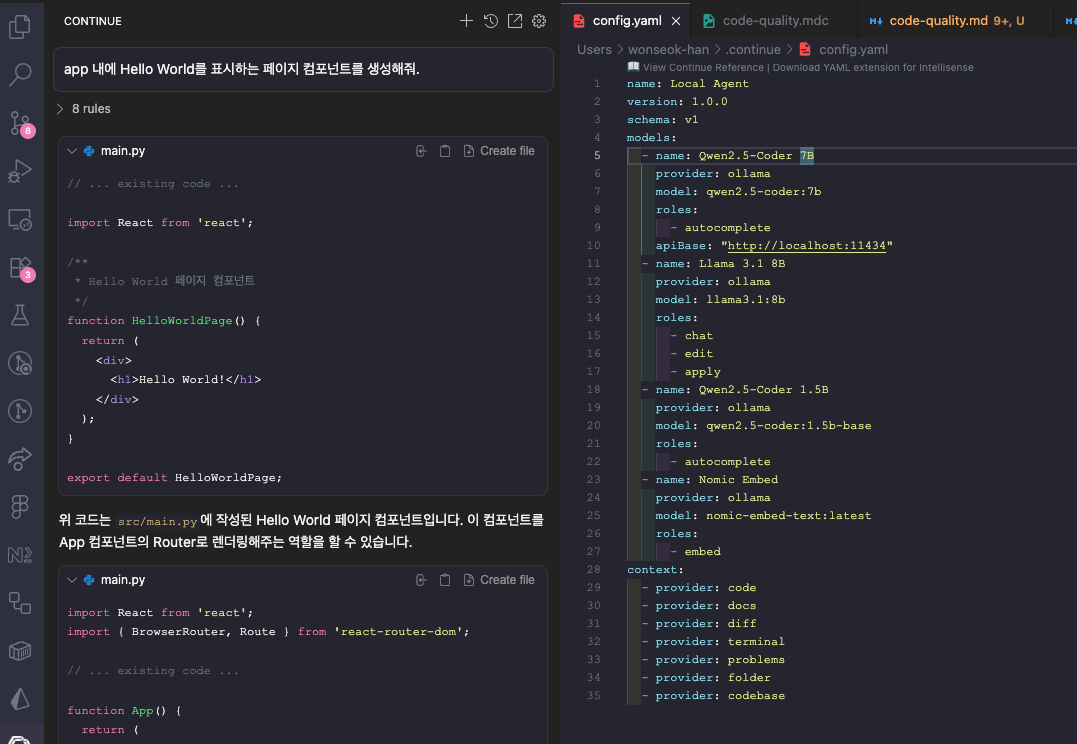 CONTINUE
app 내에 Hello World를 표시하는 페이지 컴포넌트를 생성해줘.
8 rules
main.py
Create file
// ... existing code ...
import React from 'react';
/**
* Hello World 페이지 컴포넌트
*/
function HelloWorldPage() {
return (
<div>
<h1>Hello World!</h1>
</div>
);
}
export default HelloWorldPage;
위 코드는 src/main.py 에 작성된 Hello World 페이지 컴포넌트입니다. 이 컴포넌트를
App 컴포넌트의 Router로 렌더링해주는 역할을 할 수 있습니다.
main.py
Create file
import React from 'react';
import { BrowserRouter, Route } from 'react-router-dom';
// ... existing code ...
function App() {
return (
8
3
config.yaml
code-quality.mdc
code-quality.md 9+, U
Users > wonseok-han > .continue > config.yaml
View Continue Reference | Download YAML extension for Intellisense
1 name: Local Agent
2 version: 1.0.0
3 schema: v1
4 models:
5 - name: Qwen2.5-Coder 7B
6 provider: ollama
7 model: qwen2.5-coder:7b
8 roles:
9 - autocomplete
10 apiBase: "http://localhost:11434"
11 - name: Llama 3.1 8B
12 provider: ollama
13 model: llama3.1:8b
14 roles:
15 - chat
16 - edit
17 - apply
18 - name: Qwen2.5-Coder 1.5B
19 provider: ollama
20 model: qwen2.5-coder:1.5b-base
21 roles:
22 - autocomplete
23 - name: Nomic Embed
24 provider: ollama
25 model: nomic-embed-text:latest
26 roles:
27 - embed
28 context:
29 - provider: code
30 - provider: docs
31 - provider: diff
32 - provider: terminal
33 - provider: problems
34 - provider: folder
35 - provider: codebase